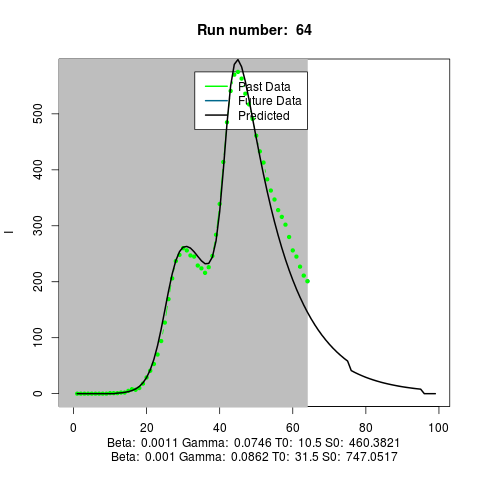 Run number:  64
Past Data
Future Data
Predicted
I
0 100 200 300 400 500
0 20 40 60 80 100
Beta:  0.0011 Gamma:  0.0746 T0:  10.5 S0:  460.3821
Beta:  0.001 Gamma:  0.0862 T0:  31.5 S0:  747.0517